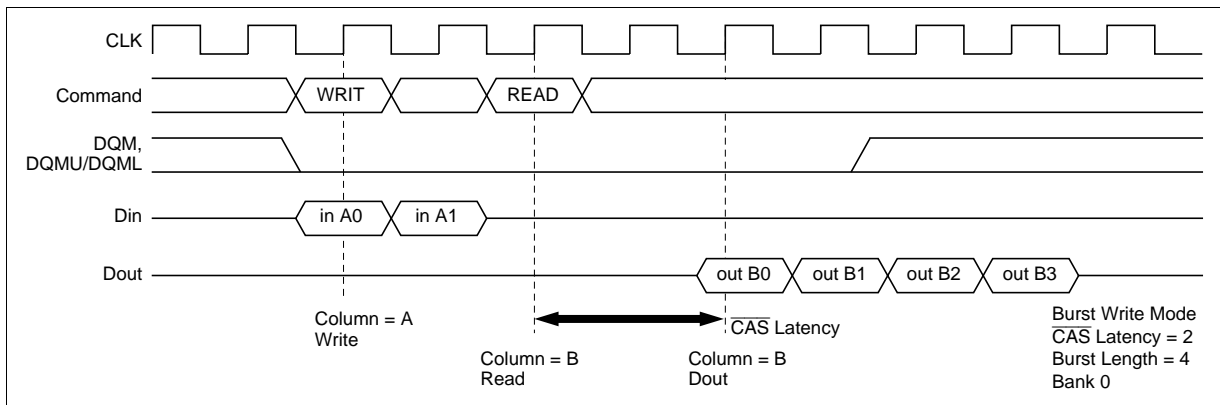 CLK
Command
WRIT
READ
DQM,
DQMU/DQML
Din
in A0
in A1
Dout
out B0
out B1
out B2
out B3
Column = A
Write
CAS Latency
Column = B
Read
Column = B
Dout
Burst Write Mode
CAS Latency = 2
Burst Length = 4
Bank 0